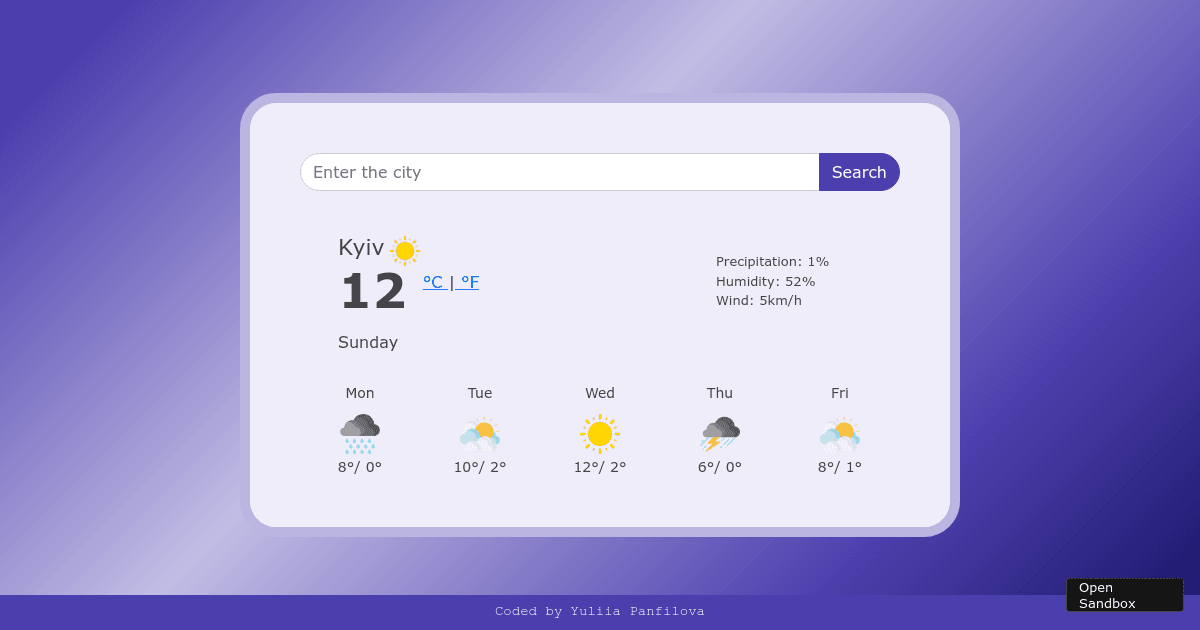 Enter the city
Search
Kyiv
12 °C | °F
Sunday
Precipitation: 1%
Humidity: 52%
Wind: 5km/h
Mon Tue Wed Thu Fri
8°/ 0° 10°/ 2° 12°/ 2° 6°/ 0° 8°/ 1°
Coded by Yuliia Panfilova
Open
Sandbox